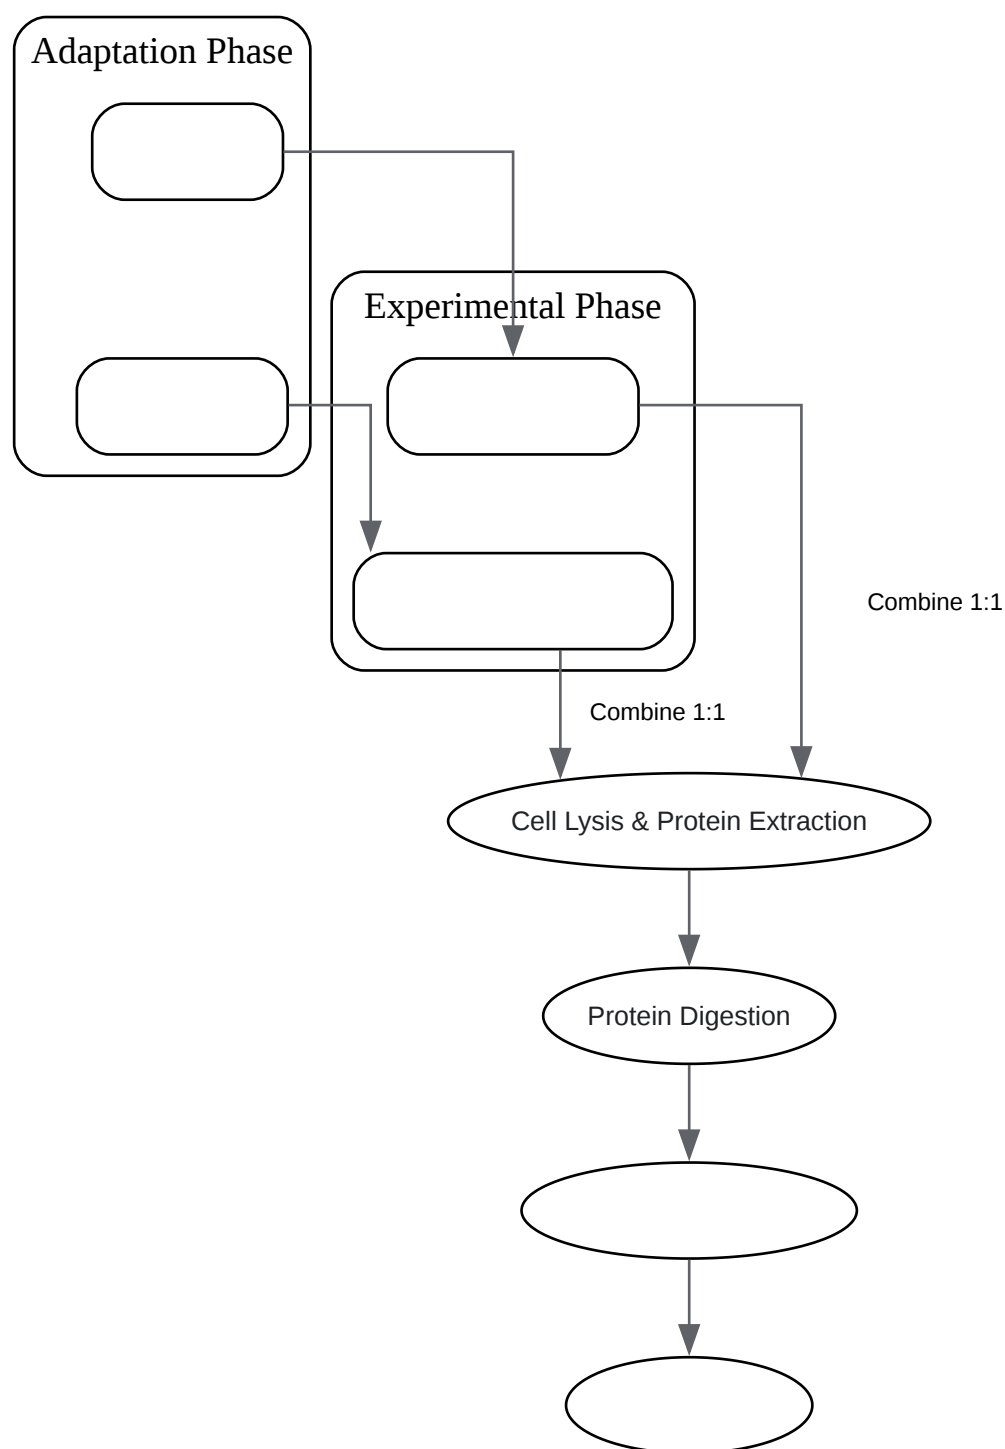 Adaptation Phase
Experimental Phase
Combine 1:1
Combine 1:1
Cell Lysis & Protein Extraction
Protein Digestion